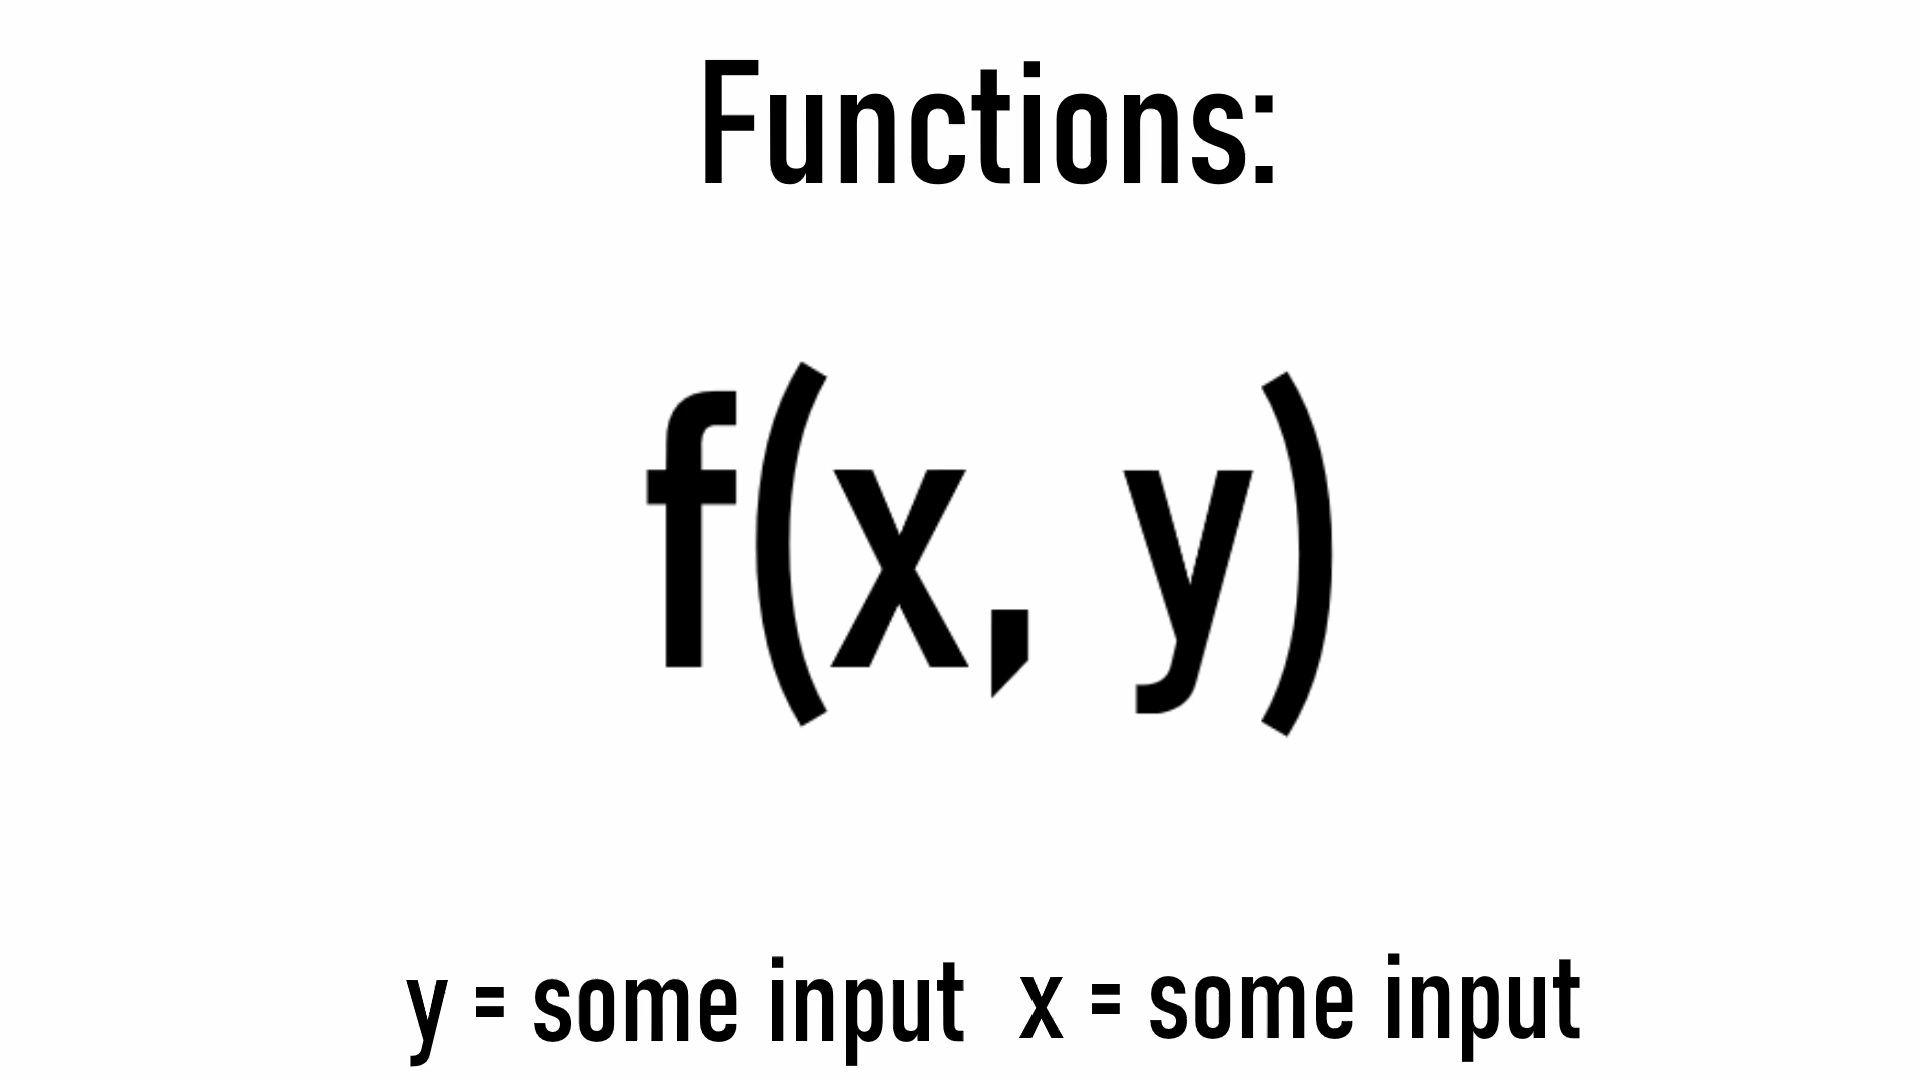 Functions:
f(x, y)
y = some input x = some input